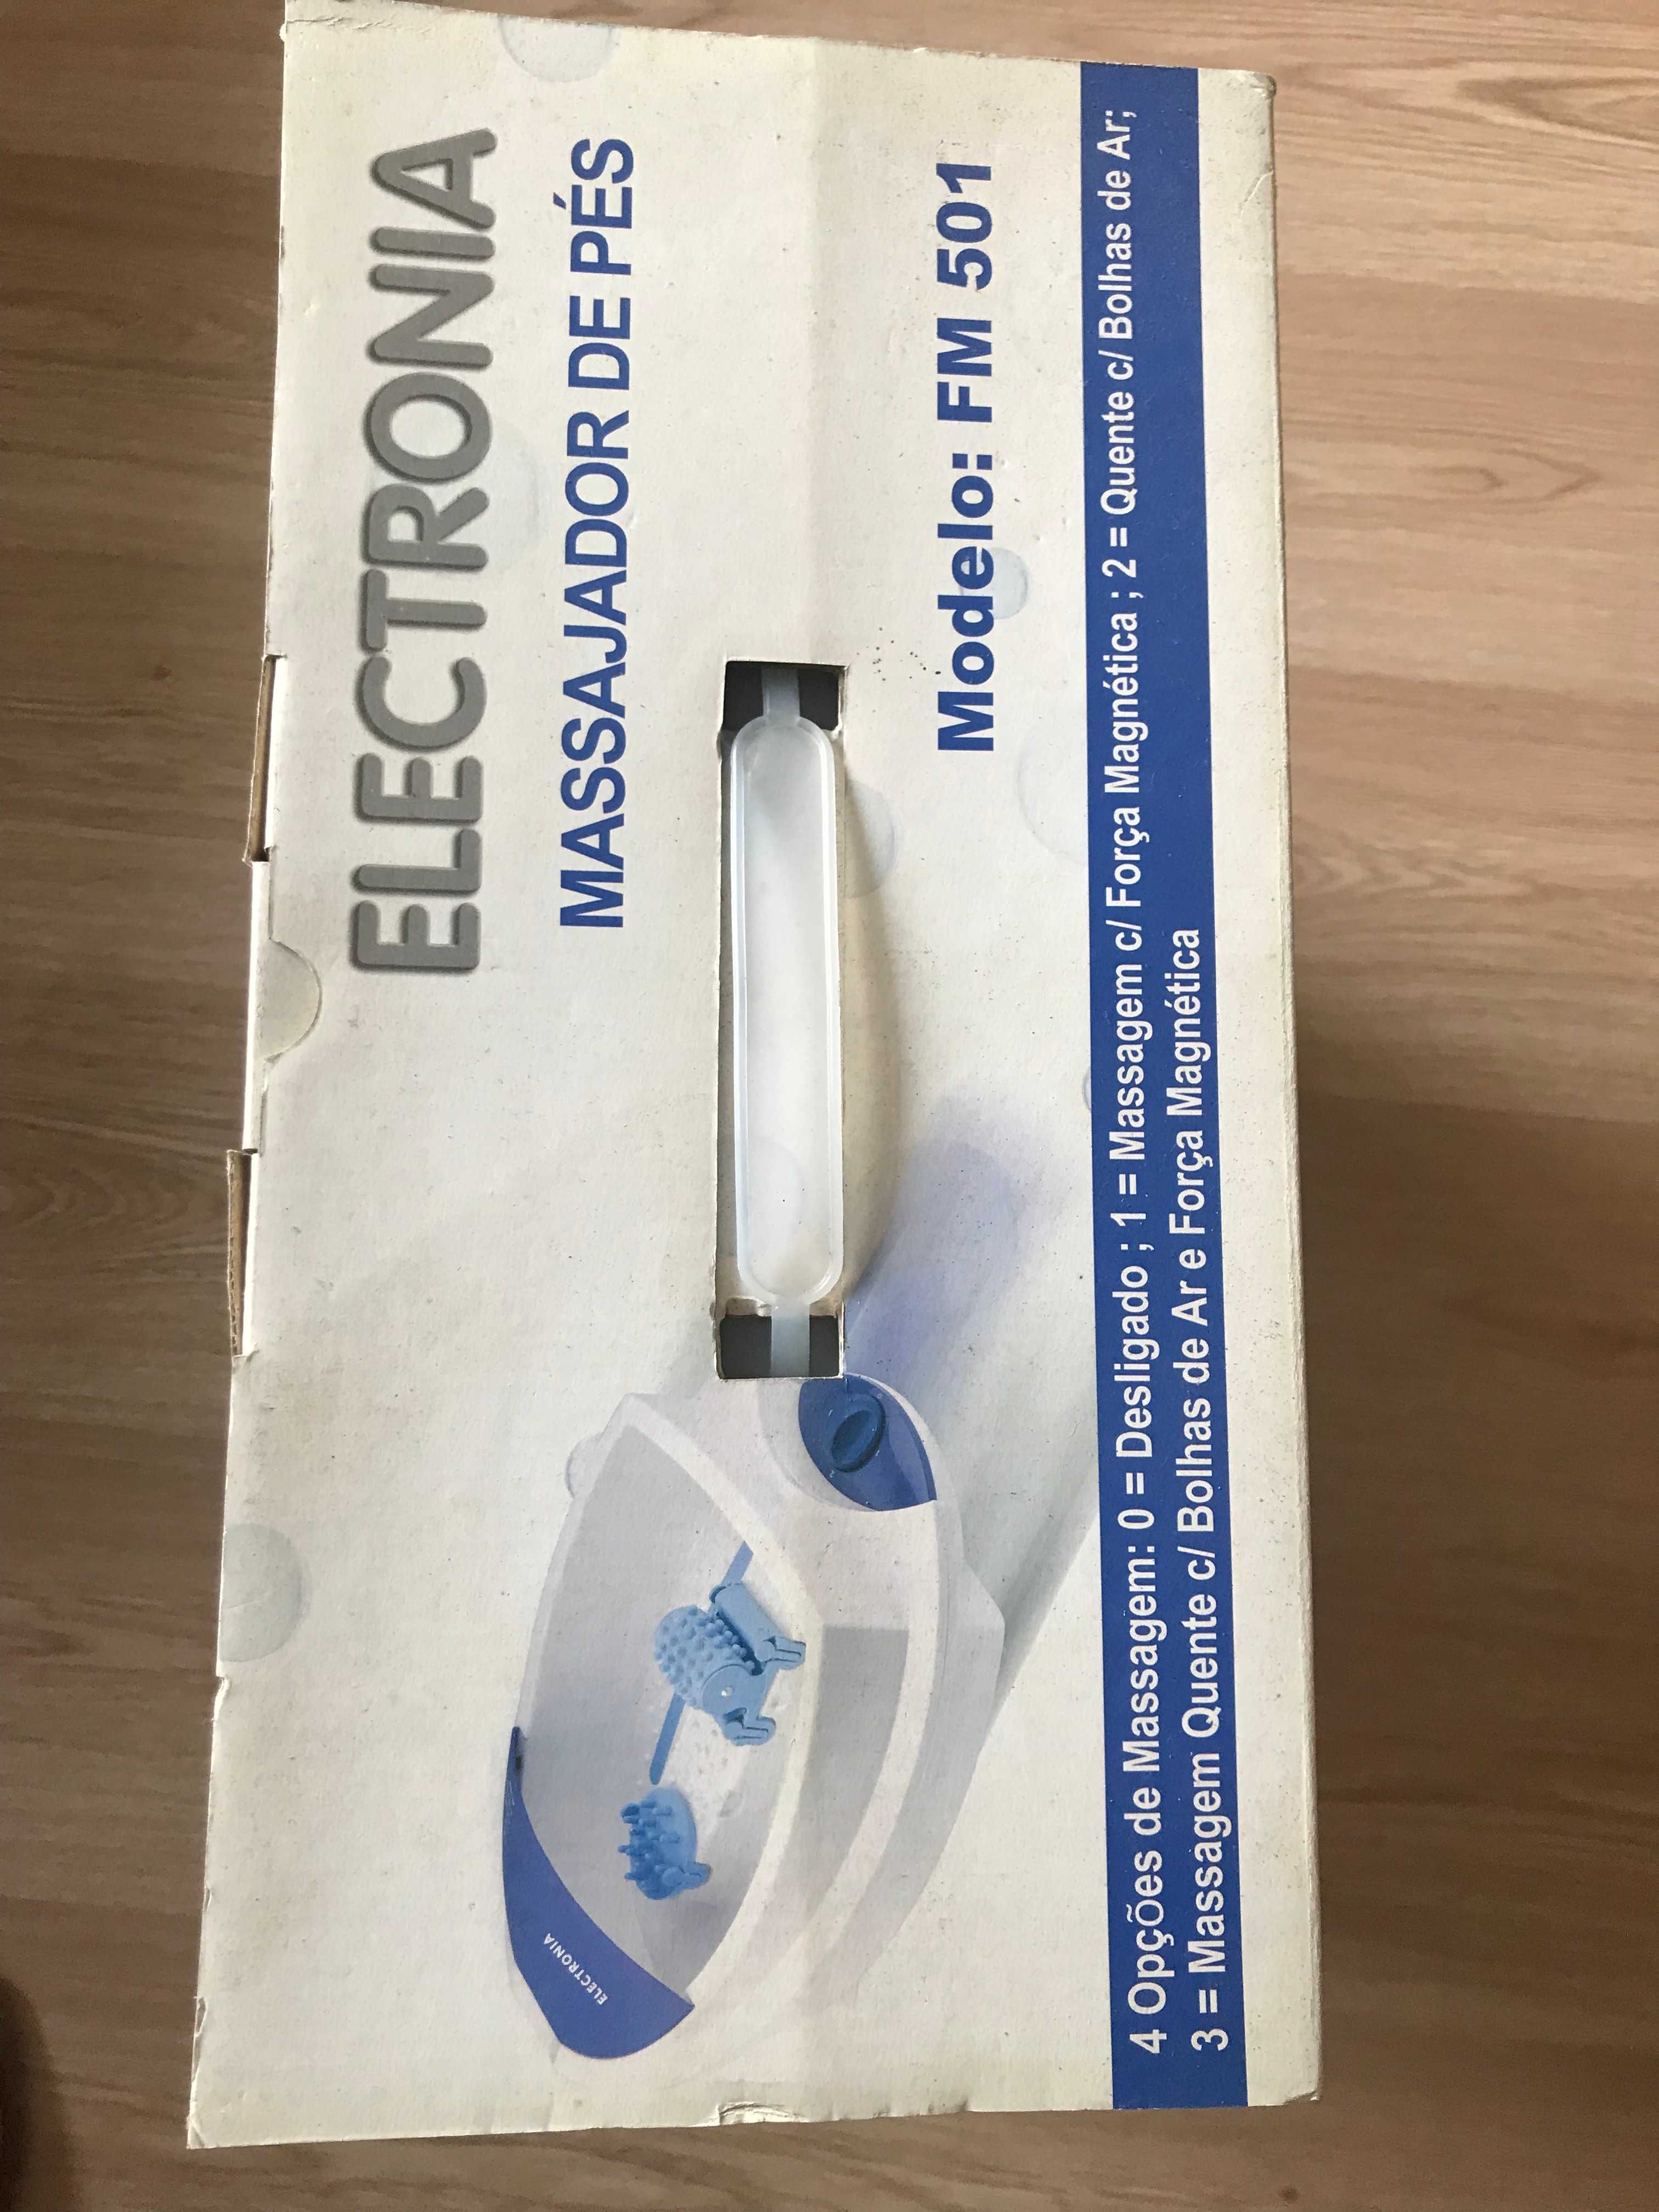 ELECTRONIA
MASSAJADOR DE PÉS
Modelo: FM 501
ELECTRONIA
4 Opções de Massagem: 0 = Desligado ; 1 = Massagem c/ Força Magnética ; 2 = Quente c/ Bolhas de Ar;
3 = Massagem Quente c/ Bolhas de Ar e Força Magnética